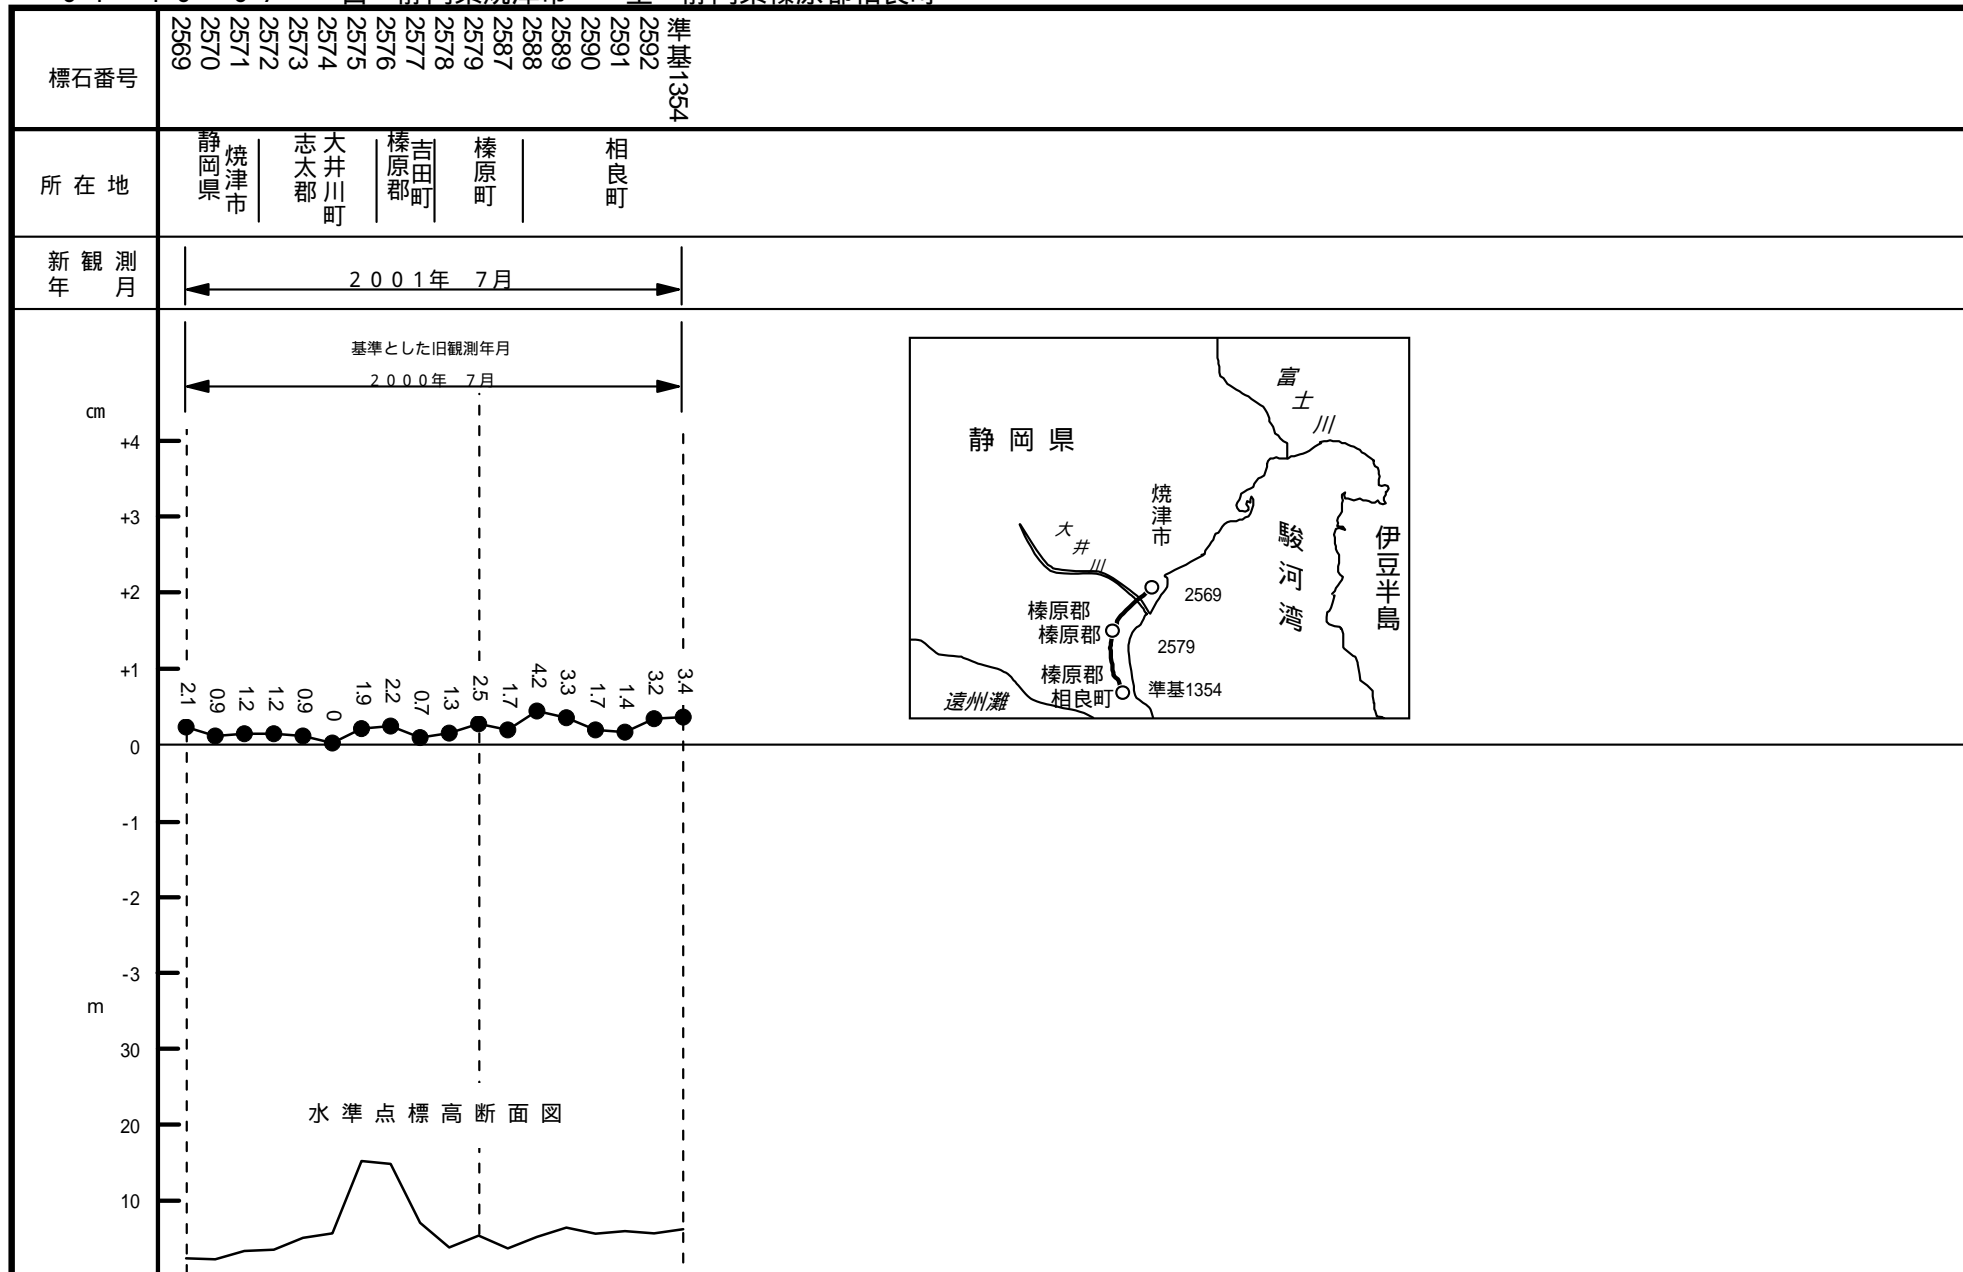 標石番号
2569
2570
2571
2572
2573
2574
2575
2576
2577
2578
2579
2587
2588
2589
2590
2591
2592
準基1354
所在地
静岡県
焼津市
志太郡
大井川町
榛原郡
吉田町
榛原町
相良町
新観測
年 月
2001年 7月
基準とした旧観測年月
2000年 7月
cm
+4
+3
+2
+1
0
-1
-2
-3
2.1
0.9
1.2
1.2
0.9
0
1.9
2.2
0.7
1.3
2.5
1.7
4.2
3.3
1.7
1.4
3.2
3.4
m
30
20
10
水準点標高断面図
静岡県
富士川
焼津市
大井川
駿河湾
伊豆半島
2569
榛原郡
榛原郡
2579
榛原郡
相良町
準基1354
遠州灘